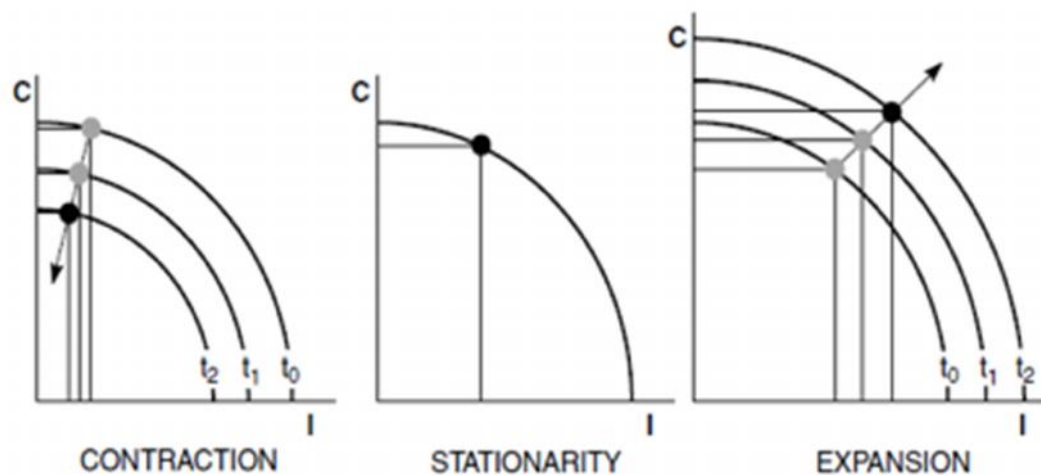 C
C
C
t2 t1 t0
t0 t1 t2
I
I
I
CONTRACTION
STATIONARITY
EXPANSION